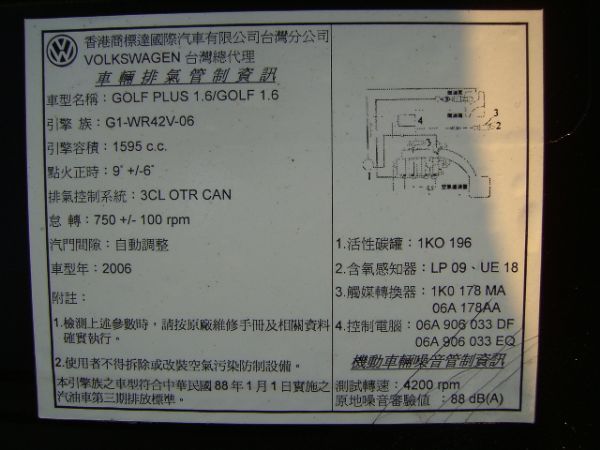 香港商標達國際汽車有限公司台灣分公司
VOLKSWAGEN 台灣總代理
車輛排氣管制資訊
車型名稱：GOLF PLUS 1.6/GOLF 1.6
引擎 族：G1-WR42V-06
引擎容積：1595 c.c.
點火正時：9° +/-6°
排氣控制系統：3CL OTR CAN
怠 轉：750 +/- 100 rpm
汽門間隙：自動調整
車型年：2006
附註：
1.檢測上述參數時，請按原廠維修手冊及相關資料
確實執行。
2.使用者不得拆除或改裝空氣污染防制設備。
本引擎族之車型符合中華民國88年1月1日實施之
汽油車第三期排放標準。
4
3
2
1
空氣濾清器
1.活性碳罐：1KO 196
2.含氧感知器：LP 09、UE 18
3.觸媒轉換器：1K0 178 MA
06A 178AA
4.控制電腦：06A 906 033 DF
06A 906 033 EQ
機動車輛噪音管制資訊
測試轉速：4200 rpm
原地噪音審驗值：88 dB(A)